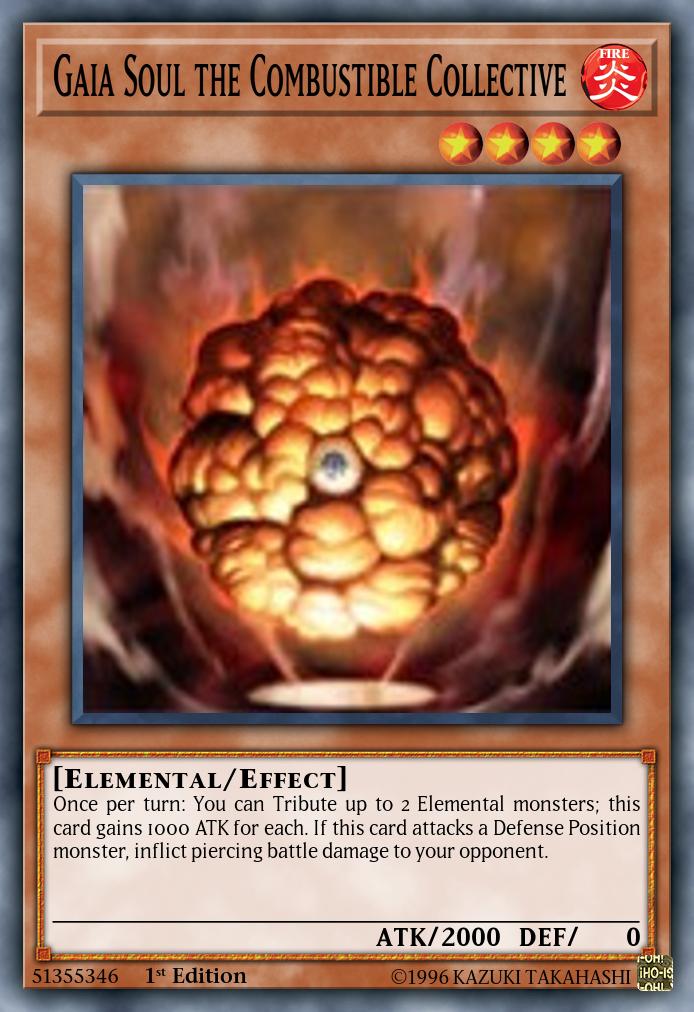 GAIA SOUL THE COMBUSTIBLE COLLECTIVE
FIRE
炎
[ELEMENTAL/EFFECT]
Once per turn: You can Tribute up to 2 Elemental monsters; this
card gains 1000 ATK for each. If this card attacks a Defense Position
monster, inflict piercing battle damage to your opponent.
ATK/2000 DEF/ 0
51355346 1st Edition ©1996 KAZUKI TAKAHASHI